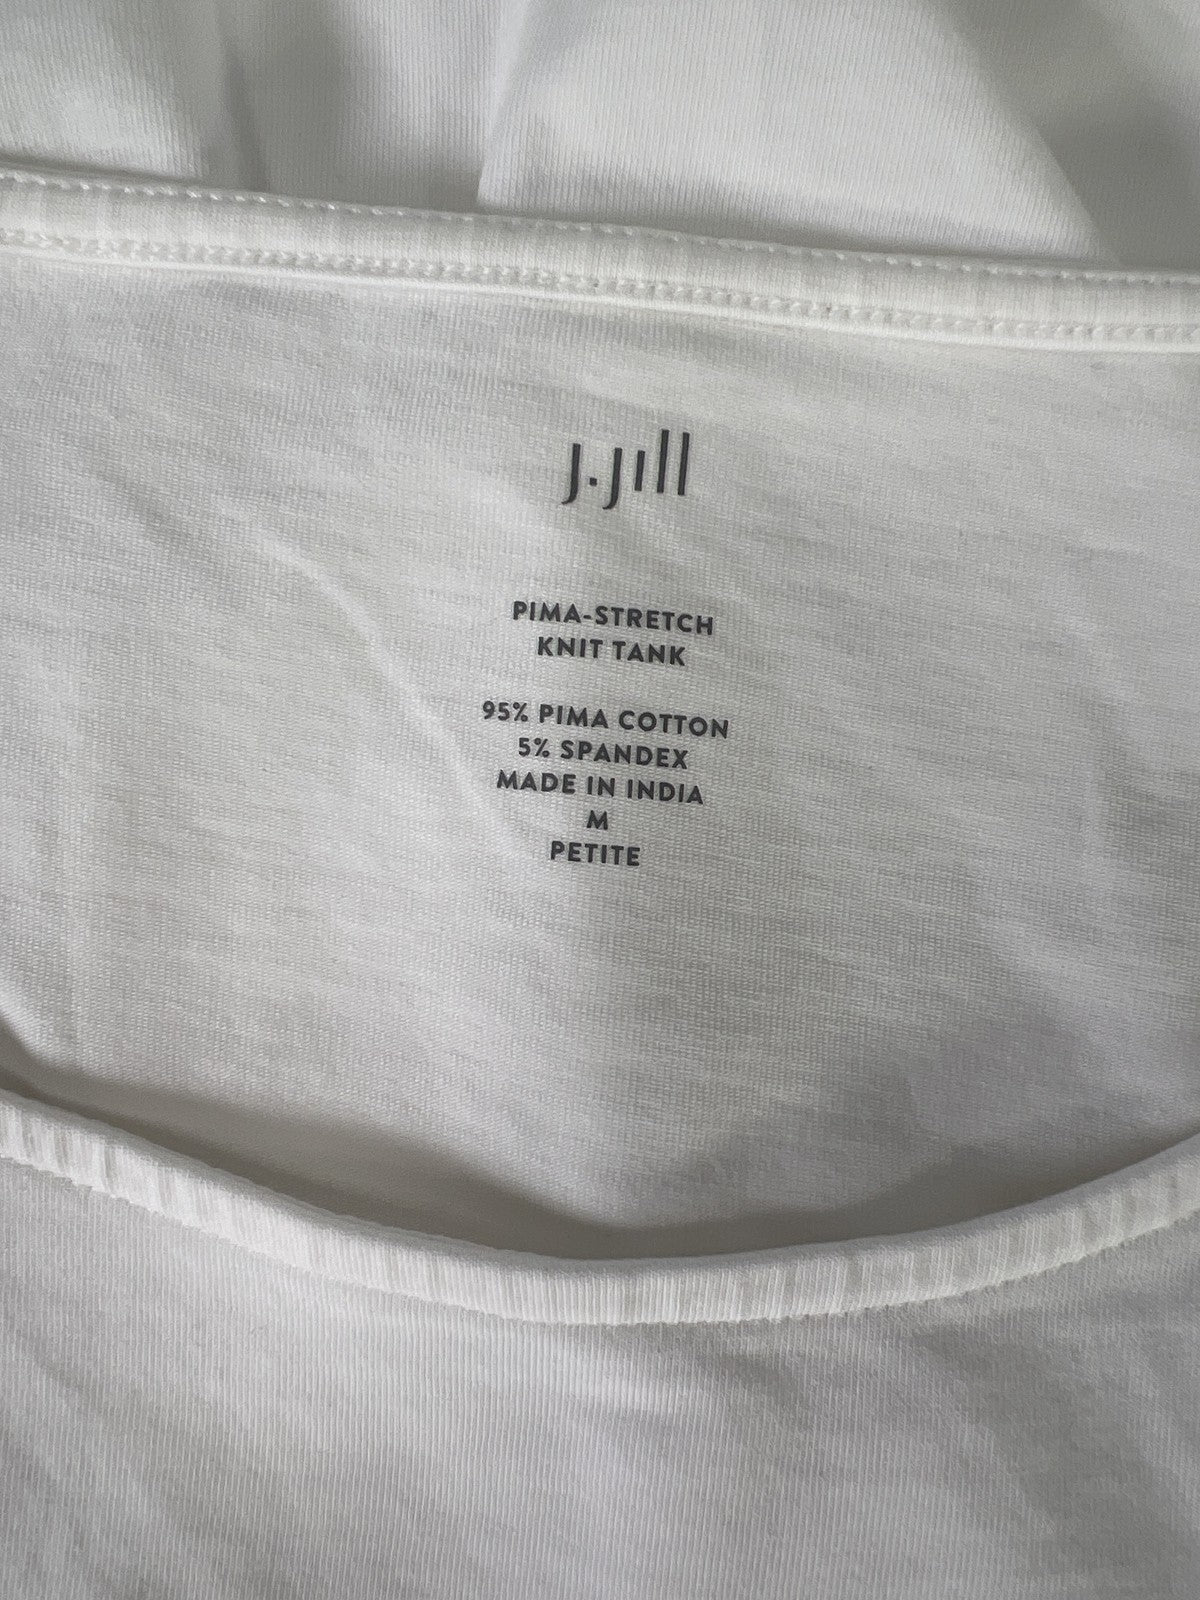 J.Jill
PIMA-STRETCH
KNIT TANK
95% PIMA COTTON
5% SPANDEX
MADE IN INDIA
M
PETITE